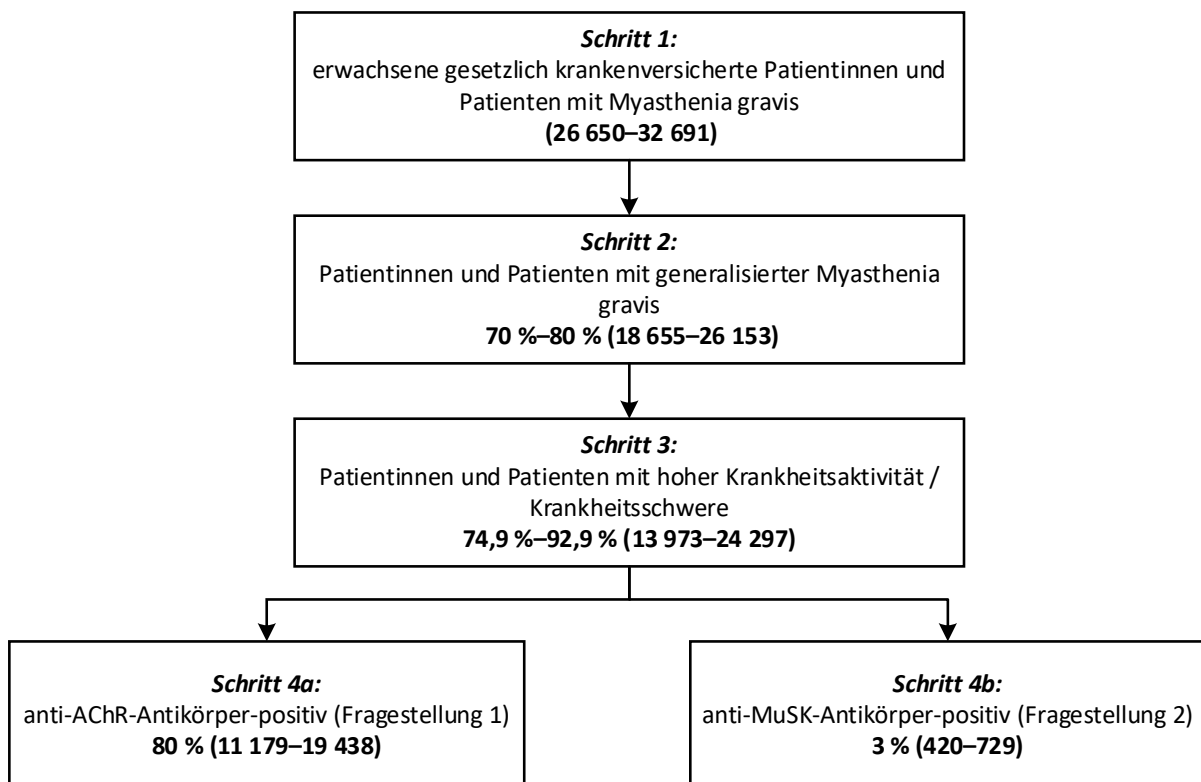 Schritt 1:
erwachsene gesetzlich krankenversicherte Patientinnen und
Patienten mit Myasthenia gravis
(26 650–32 691)
Schritt 2:
Patientinnen und Patienten mit generalisierter Myasthenia
gravis
70 %–80 % (18 655–26 153)
Schritt 3:
Patientinnen und Patienten mit hoher Krankheitsaktivität /
Krankheitsschwere
74,9 %–92,9 % (13 973–24 297)
Schritt 4a:
anti-AChR-Antikörper-positiv (Fragestellung 1)
80 % (11 179–19 438)
Schritt 4b:
anti-MuSK-Antikörper-positiv (Fragestellung 2)
3 % (420–729)